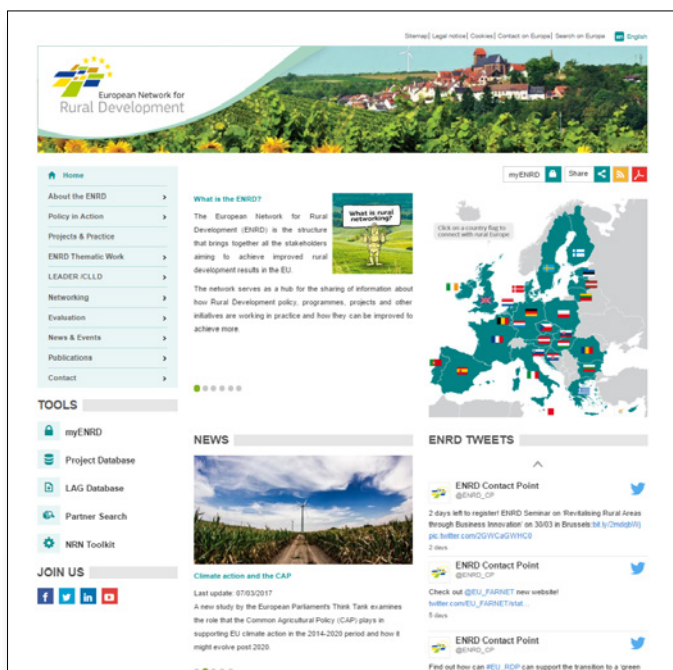 Sitemap| Legal notice| Cookies| Contact on Europe| Search on Europe en English
European Network for
Rural Development
Home
About the ENRD
Policy in Action
Projects & Practice
ENRD Thematic Work
LEADER /CLLD
Networking
Evaluation
News & Events
Publications
Contact
TOOLS
myENRD
Project Database
LAG Database
Partner Search
NRN Toolkit
JOIN US
What is the ENRD?
The European Network for Rural
Development (ENRD) is the structure
that brings together all the stakeholders
aiming to achieve improved rural
development results in the EU.
What is rural
networking?
The network serves as a hub for the sharing of information about
how Rural Development policy, programmes, projects and other
initiatives are working in practice and how they can be improved to
achieve more.
NEWS
Climate action and the CAP
Last update: 07/03/2017
A new study by the European Parliament's Think Tank examines
the role that the Common Agricultural Policy (CAP) plays in
supporting EU climate action in the 2014-2020 period and how it
might evolve post 2020.
myENRD Share
Click on a country flag to
connect with rural Europe
ENRD TWEETS
ENRD Contact Point
@ENRD_CP
2 days left to register! ENRD Seminar on 'Revitalising Rural Areas
through Business Innovation' on 30/03 in Brussels:
pic.twitter.com/2GWCaGWHC0
2 days
ENRD Contact Point
@ENRD_CP
Check out @EU_FARNET new website!
twitter.com/EU_FARNET/stat…
5 days
ENRD Contact Point
@ENRD_CP
Find out how can #EU_RDP can support the transition to a 'green